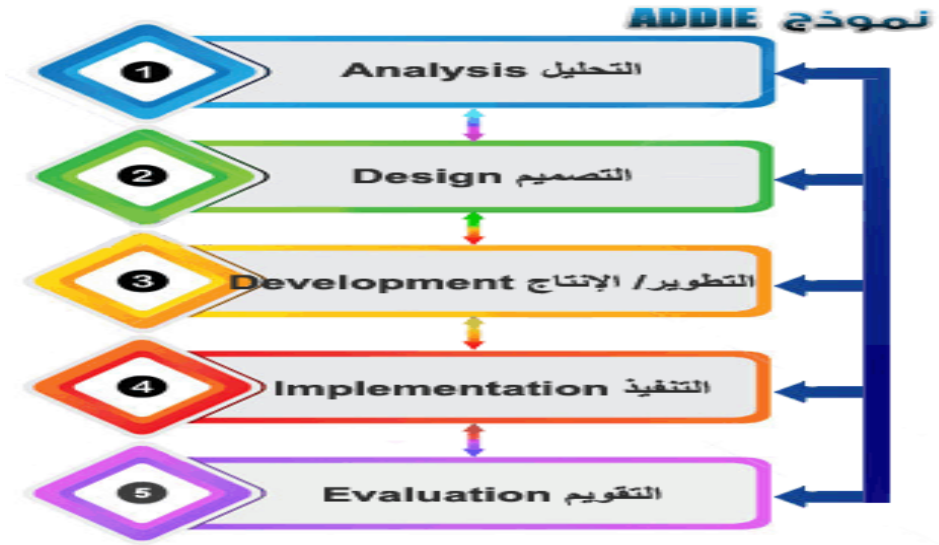 نموذج ADDIE
1
التحليل Analysis
2
التصميم Design
3
التطوير/ الإنتاج Development
4
التنفيذ Implementation
5
التقويم Evaluation